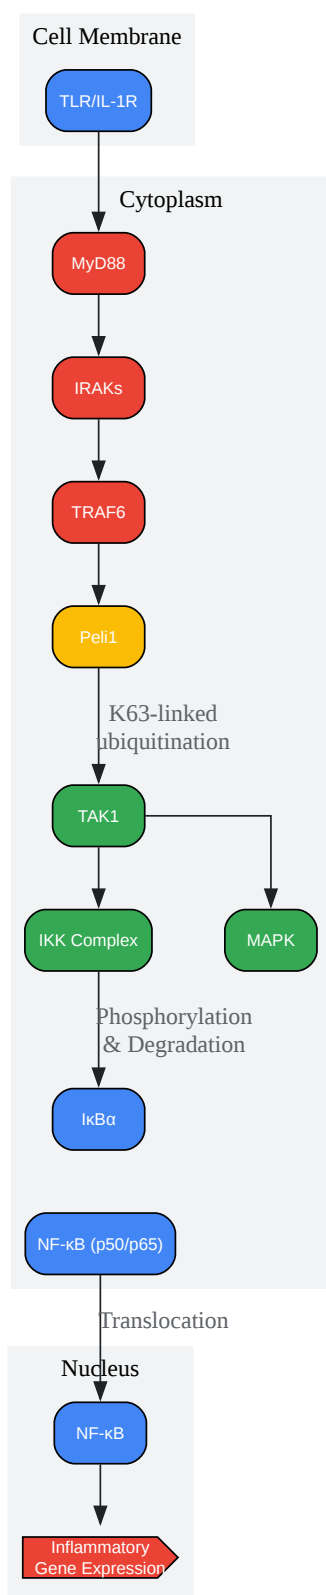 Cell Membrane
TLR/IL-1R
Cytoplasm
MyD88
IRAKs
TRAF6
Peli1
K63-linked
ubiquitination
TAK1
IKK Complex
MAPK
Phosphorylation
& Degradation
IκBα
NF-κB (p50/p65)
Translocation
Nucleus
NF-κB
Inflammatory
Gene Expression